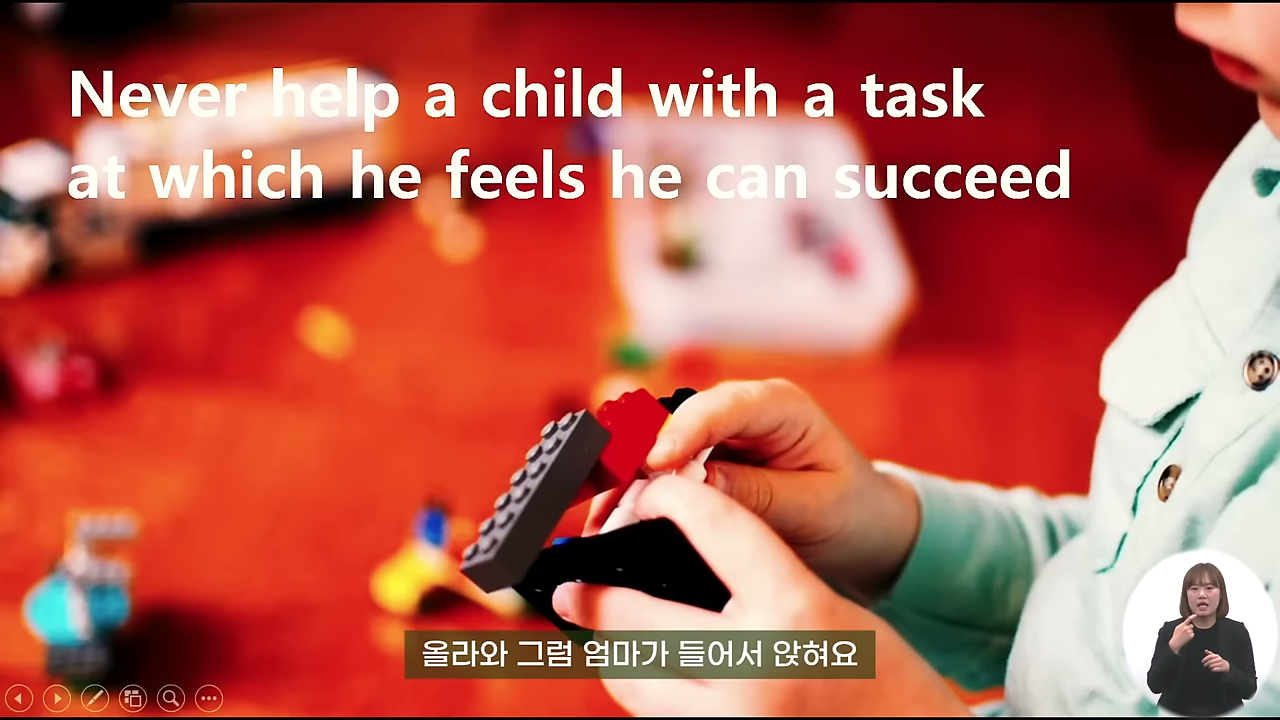 Never help a child with a task
at which he feels he can succeed
올라와 그럼 엄마가 들어서 앉혀요